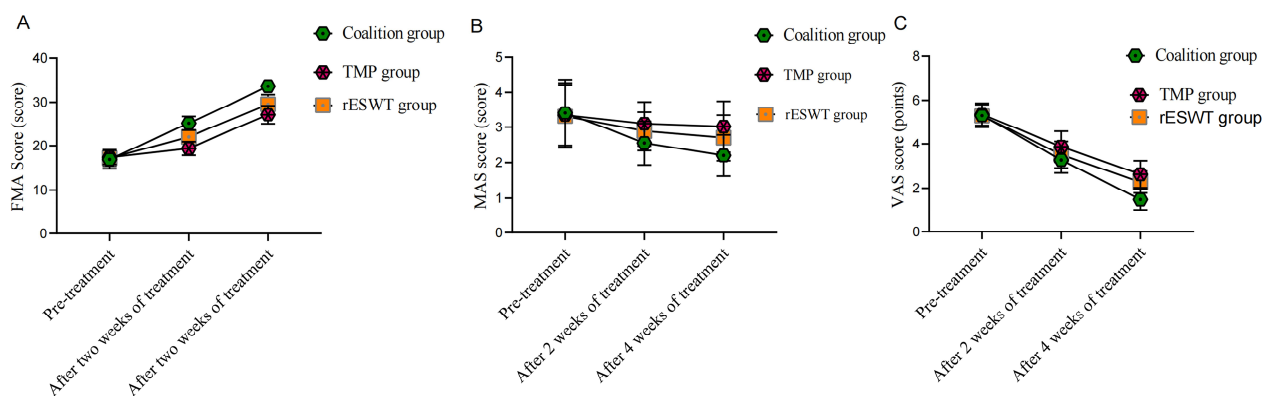 A
Coalition group
TMP group
rESWT group
FMA Score (score)
40
30
20
10
0
Pre-treatment
After two weeks of treatment
After two weeks of treatment
B
Coalition group
TMP group
rESWT group
MAS Score (score)
5
4
3
2
1
0
Pre-treatment
After 2 weeks of treatment
After 4 weeks of treatment
C
Coalition group
TMP group
rESWT group
VAS score (points)
8
6
4
2
0
Pre-treatment
After 2 weeks of treatment
After 4 weeks of treatment